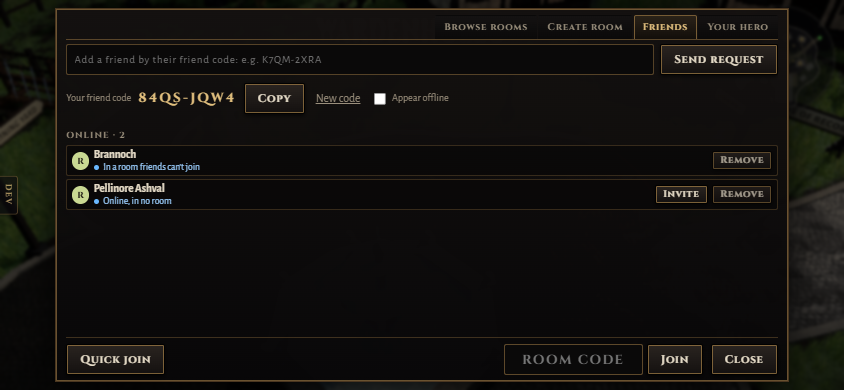 BROWSE ROOMS
CREATE ROOM
FRIENDS
YOUR HERO
Add a friend by their friend code: e.g. K7QM-2XRA
SEND REQUEST
Your friend code 84QS-JQW4
COPY
New code
Appear offline
ONLINE · 2
R
Brannoch
In a room friends can't join
REMOVE
R
Pellinore Ashval
Online, in no room
INVITE
REMOVE
DEV
QUICK JOIN
ROOM CODE
JOIN
CLOSE